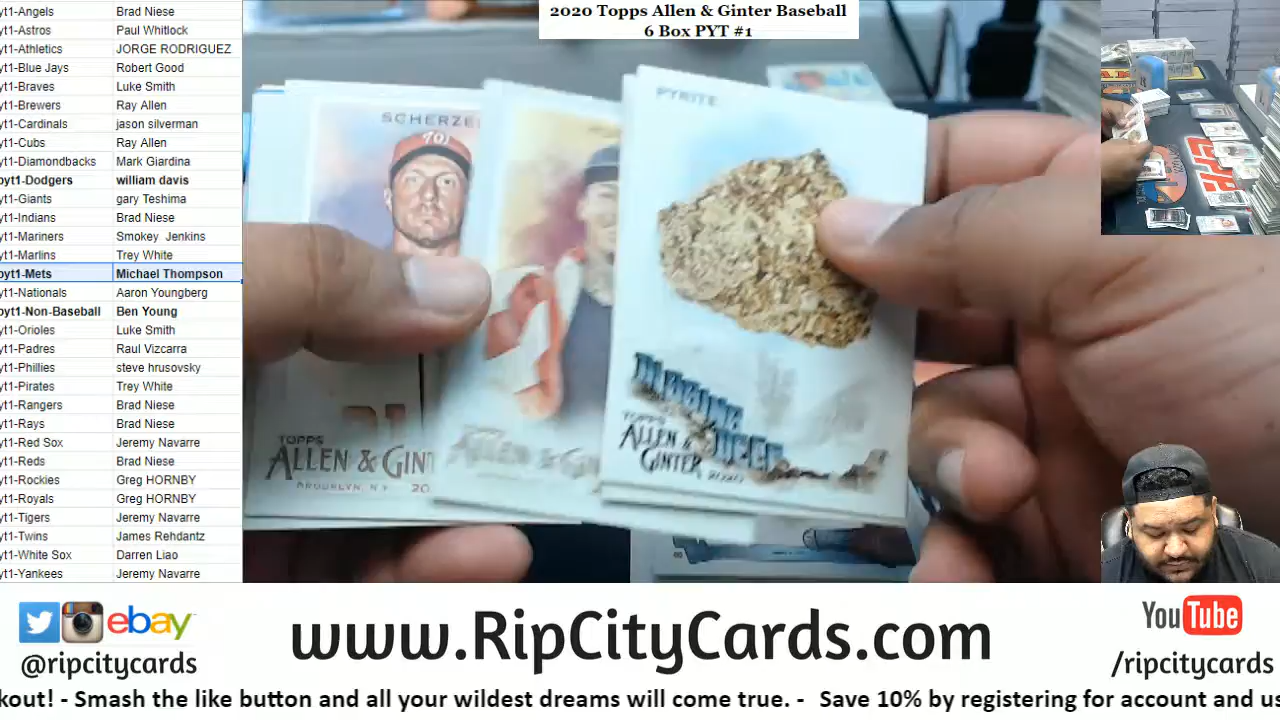 2020 Topps Allen & Ginter Baseball
6 Box PYT #1
yt1-Angels Brad Niese
yt1-Astros Paul Whitlock
yt1-Athletics JORGE RODRIGUEZ
yt1-Blue Jays Robert Good
yt1-Braves Luke Smith
yt1-Brewers Ray Allen
yt1-Cardinals jason silverman
yt1-Cubs Ray Allen
yt1-Diamondbacks Mark Giardina
pyt1-Dodgers william davis
yt1-Giants gary Teshima
yt1-Indians Brad Niese
yt1-Mariners Smokey Jenkins
yt1-Marlins Trey White
pyt1-Mets Michael Thompson
yt1-Nationals Aaron Youngberg
pyt1-Non-Baseball Ben Young
yt1-Orioles Luke Smith
yt1-Padres Raul Vizcarra
yt1-Phillies steve hrusovsky
yt1-Pirates Trey White
yt1-Rangers Brad Niese
yt1-Rays Brad Niese
yt1-Red Sox Jeremy Navarre
yt1-Reds Brad Niese
yt1-Rockies Greg HORNBY
yt1-Royals Greg HORNBY
yt1-Tigers Jeremy Navarre
yt1-Twins James Rehdantz
yt1-White Sox Darren Liao
yt1-Yankees Jeremy Navarre
SCHERZE
TOPPS
ALLEN & GINT
BROOKLYN, N.Y. 20
PYRITE
DIGGING
DEEP
TOPPS
ALLEN &
GINTER
ebay
@ripcitycards
www.RipCityCards.com
YouTube
/ripcitycards
kout! - Smash the like button and all your wildest dreams will come true. - Save 10% by registering for account and us